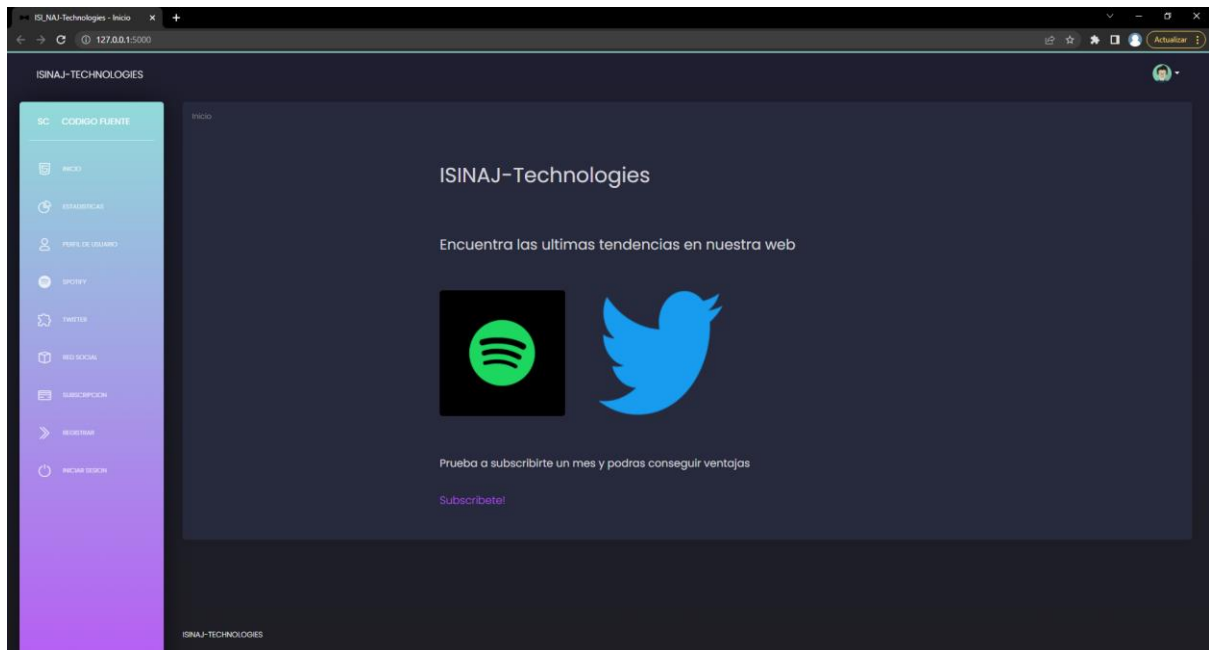 ISI_NAJ-Technologies - Inicio
127.0.0.1:5000
Actualizar
ISINAJ-TECHNOLOGIES
SC CODIGO FUENTE
INICIO
ESTADISTICAS
PERFIL DE USUARIO
SPOTIFY
TWITTER
RED SOCIAL
SUBSCRIPCION
REGISTRAR
INICIAR SESION
Inicio
ISINAJ-Technologies
Encuentra las ultimas tendencias en nuestra web
Prueba a subscribirte un mes y podras conseguir ventajas
Subscribete!
ISINAJ-TECHNOLOGIES